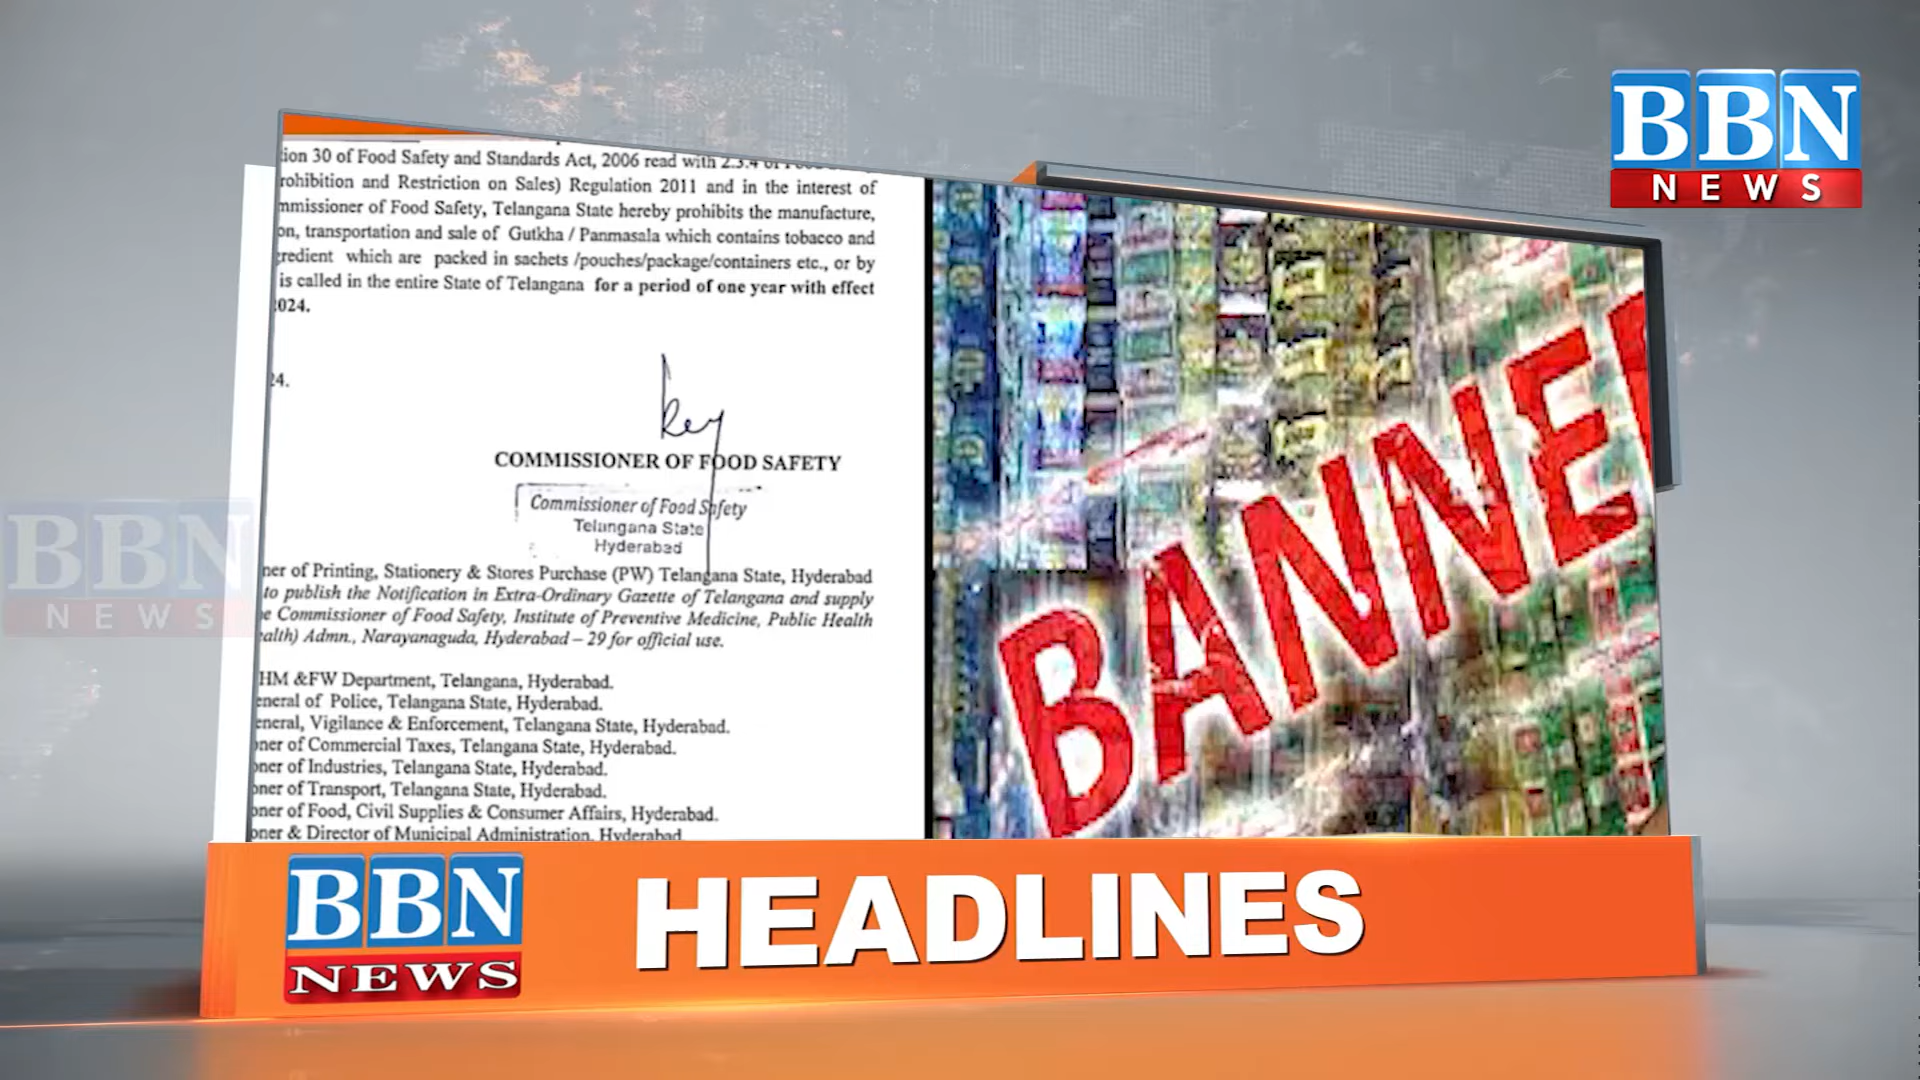 BBN
NEWS
ion 30 of Food Safety and Standards Act, 2006 read with 2.3.4 of
rohibition and Restriction on Sales) Regulation 2011 and in the interest of
mmissioner of Food Safety, Telangana State hereby prohibits the manufacture,
on, transportation and sale of Gutkha / Panmasala which contains tobacco and
redient which are packed in sachets /pouches/package/containers etc., or by
is called in the entire State of Telangana for a period of one year with effect
024.
24.
COMMISSIONER OF FOOD SAFETY
Commissioner of Food Safety
Telangana State
Hyderabad
ner of Printing, Stationery & Stores Purchase (PW) Telangana State, Hyderabad
to publish the Notification in Extra-Ordinary Gazette of Telangana and supply
e Commissioner of Food Safety, Institute of Preventive Medicine, Public Health
alth) Admn., Narayanaguda, Hyderabad – 29 for official use.
HM &FW Department, Telangana, Hyderabad.
eneral of Police, Telangana State, Hyderabad.
eneral, Vigilance & Enforcement, Telangana State, Hyderabad.
oner of Commercial Taxes, Telangana State, Hyderabad.
oner of Industries, Telangana State, Hyderabad.
oner of Transport, Telangana State, Hyderabad.
oner of Food, Civil Supplies & Consumer Affairs, Hyderabad.
oner & Director of Municipal Administration, Hyderabad
BANNE
BBN
NEWS
BBN
NEWS
HEADLINES